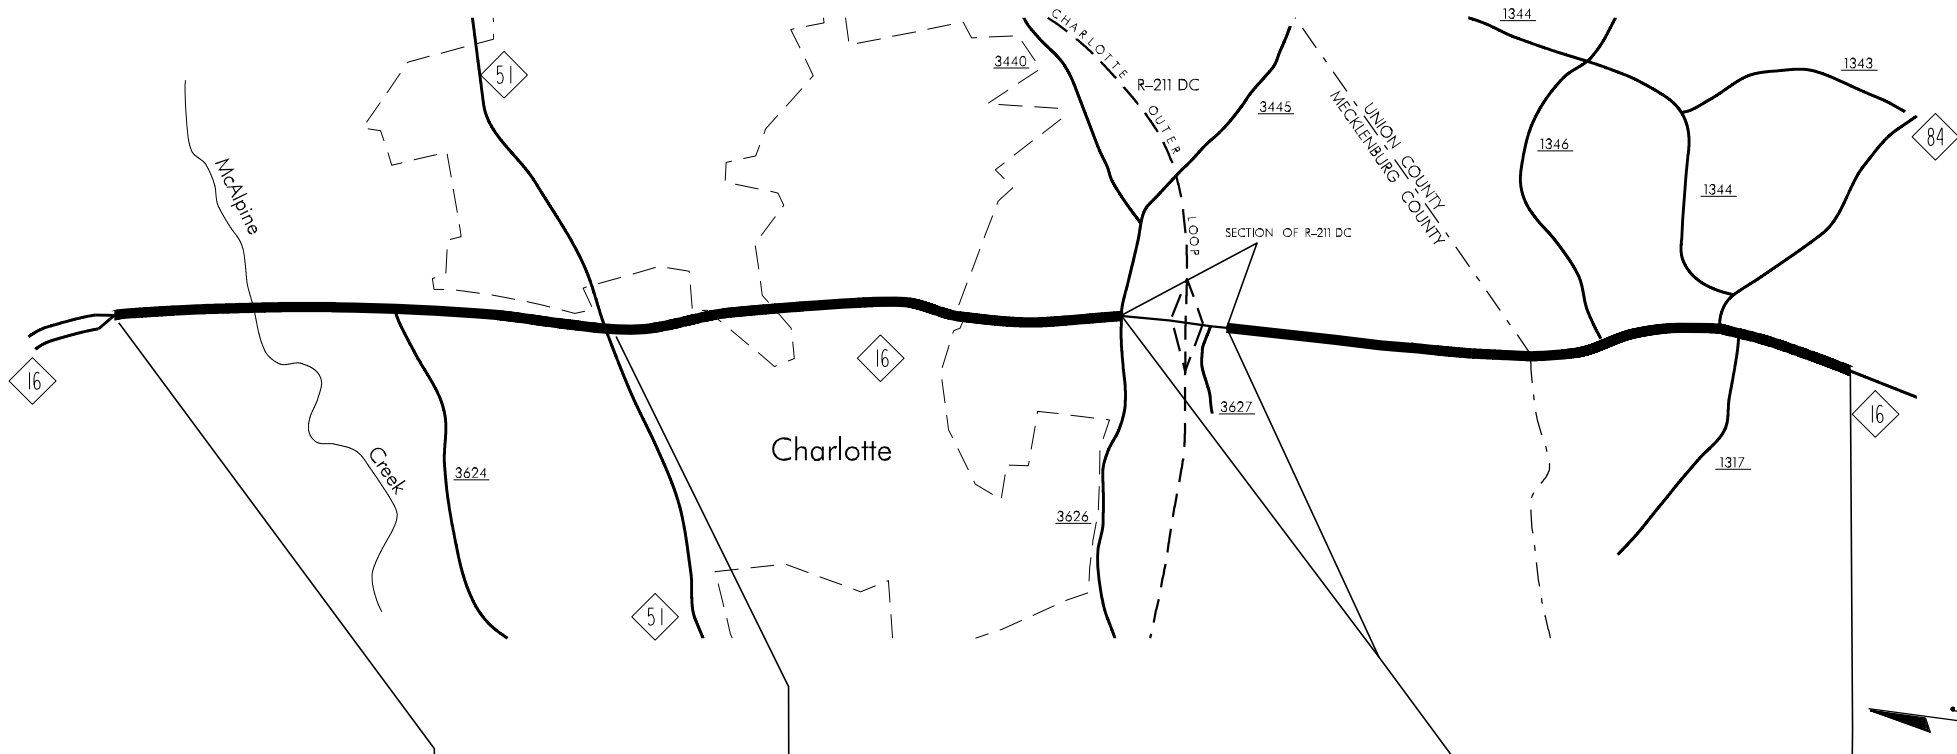 1344
CHARLOTTE
OUTER
LOOP
51
3440
R-211 DC
3445
1343
UNION COUNTY
MECKLENBURG COUNTY
1346
84
McAlpine
Creek
1344
SECTION OF R-211 DC
16
16
16
3627
Charlotte
3624
1317
3626
51